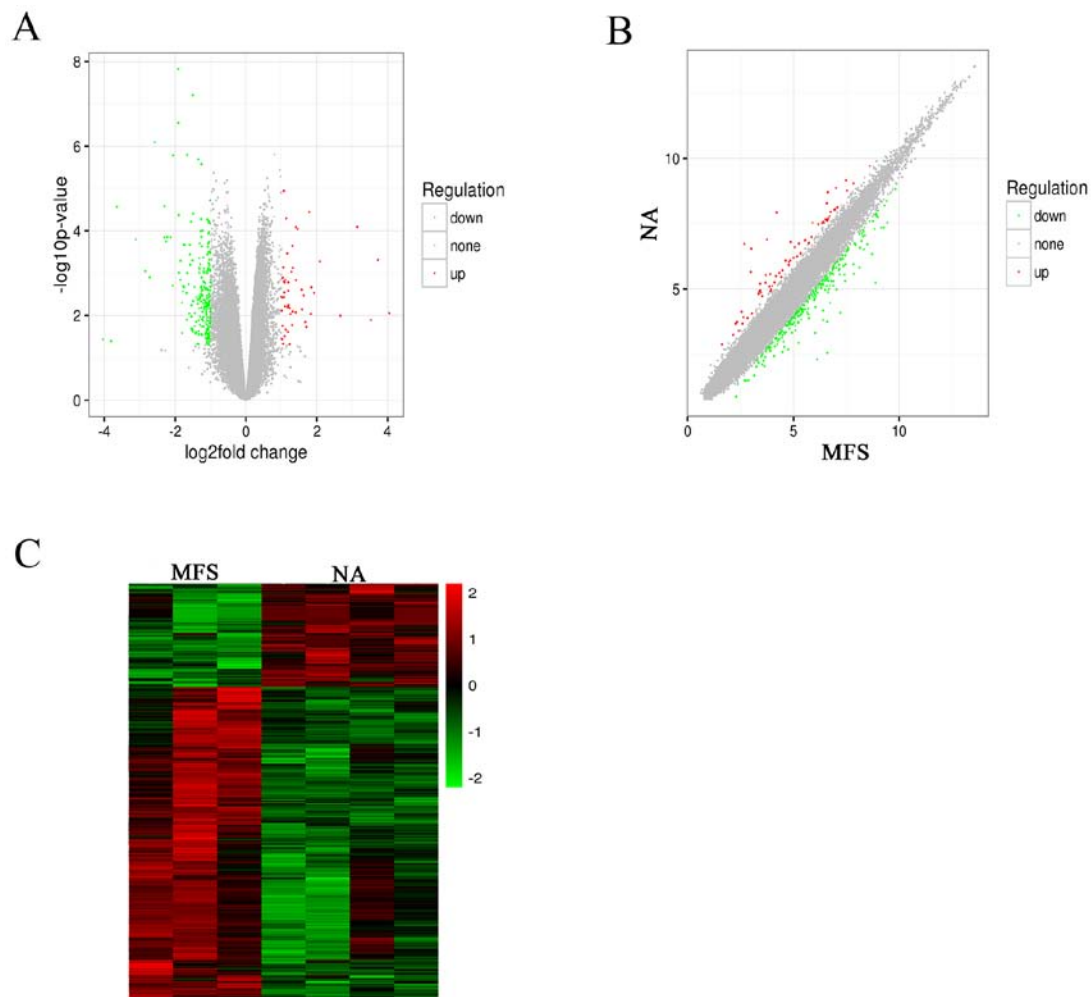 A
8
6
4
2
0
-log10p-value
-4
-2
0
2
4
log2fold change
Regulation
down
none
up
B
10
5
NA
0
5
10
MFS
Regulation
down
none
up
C
MFS
NA
2
1
0
-1
-2